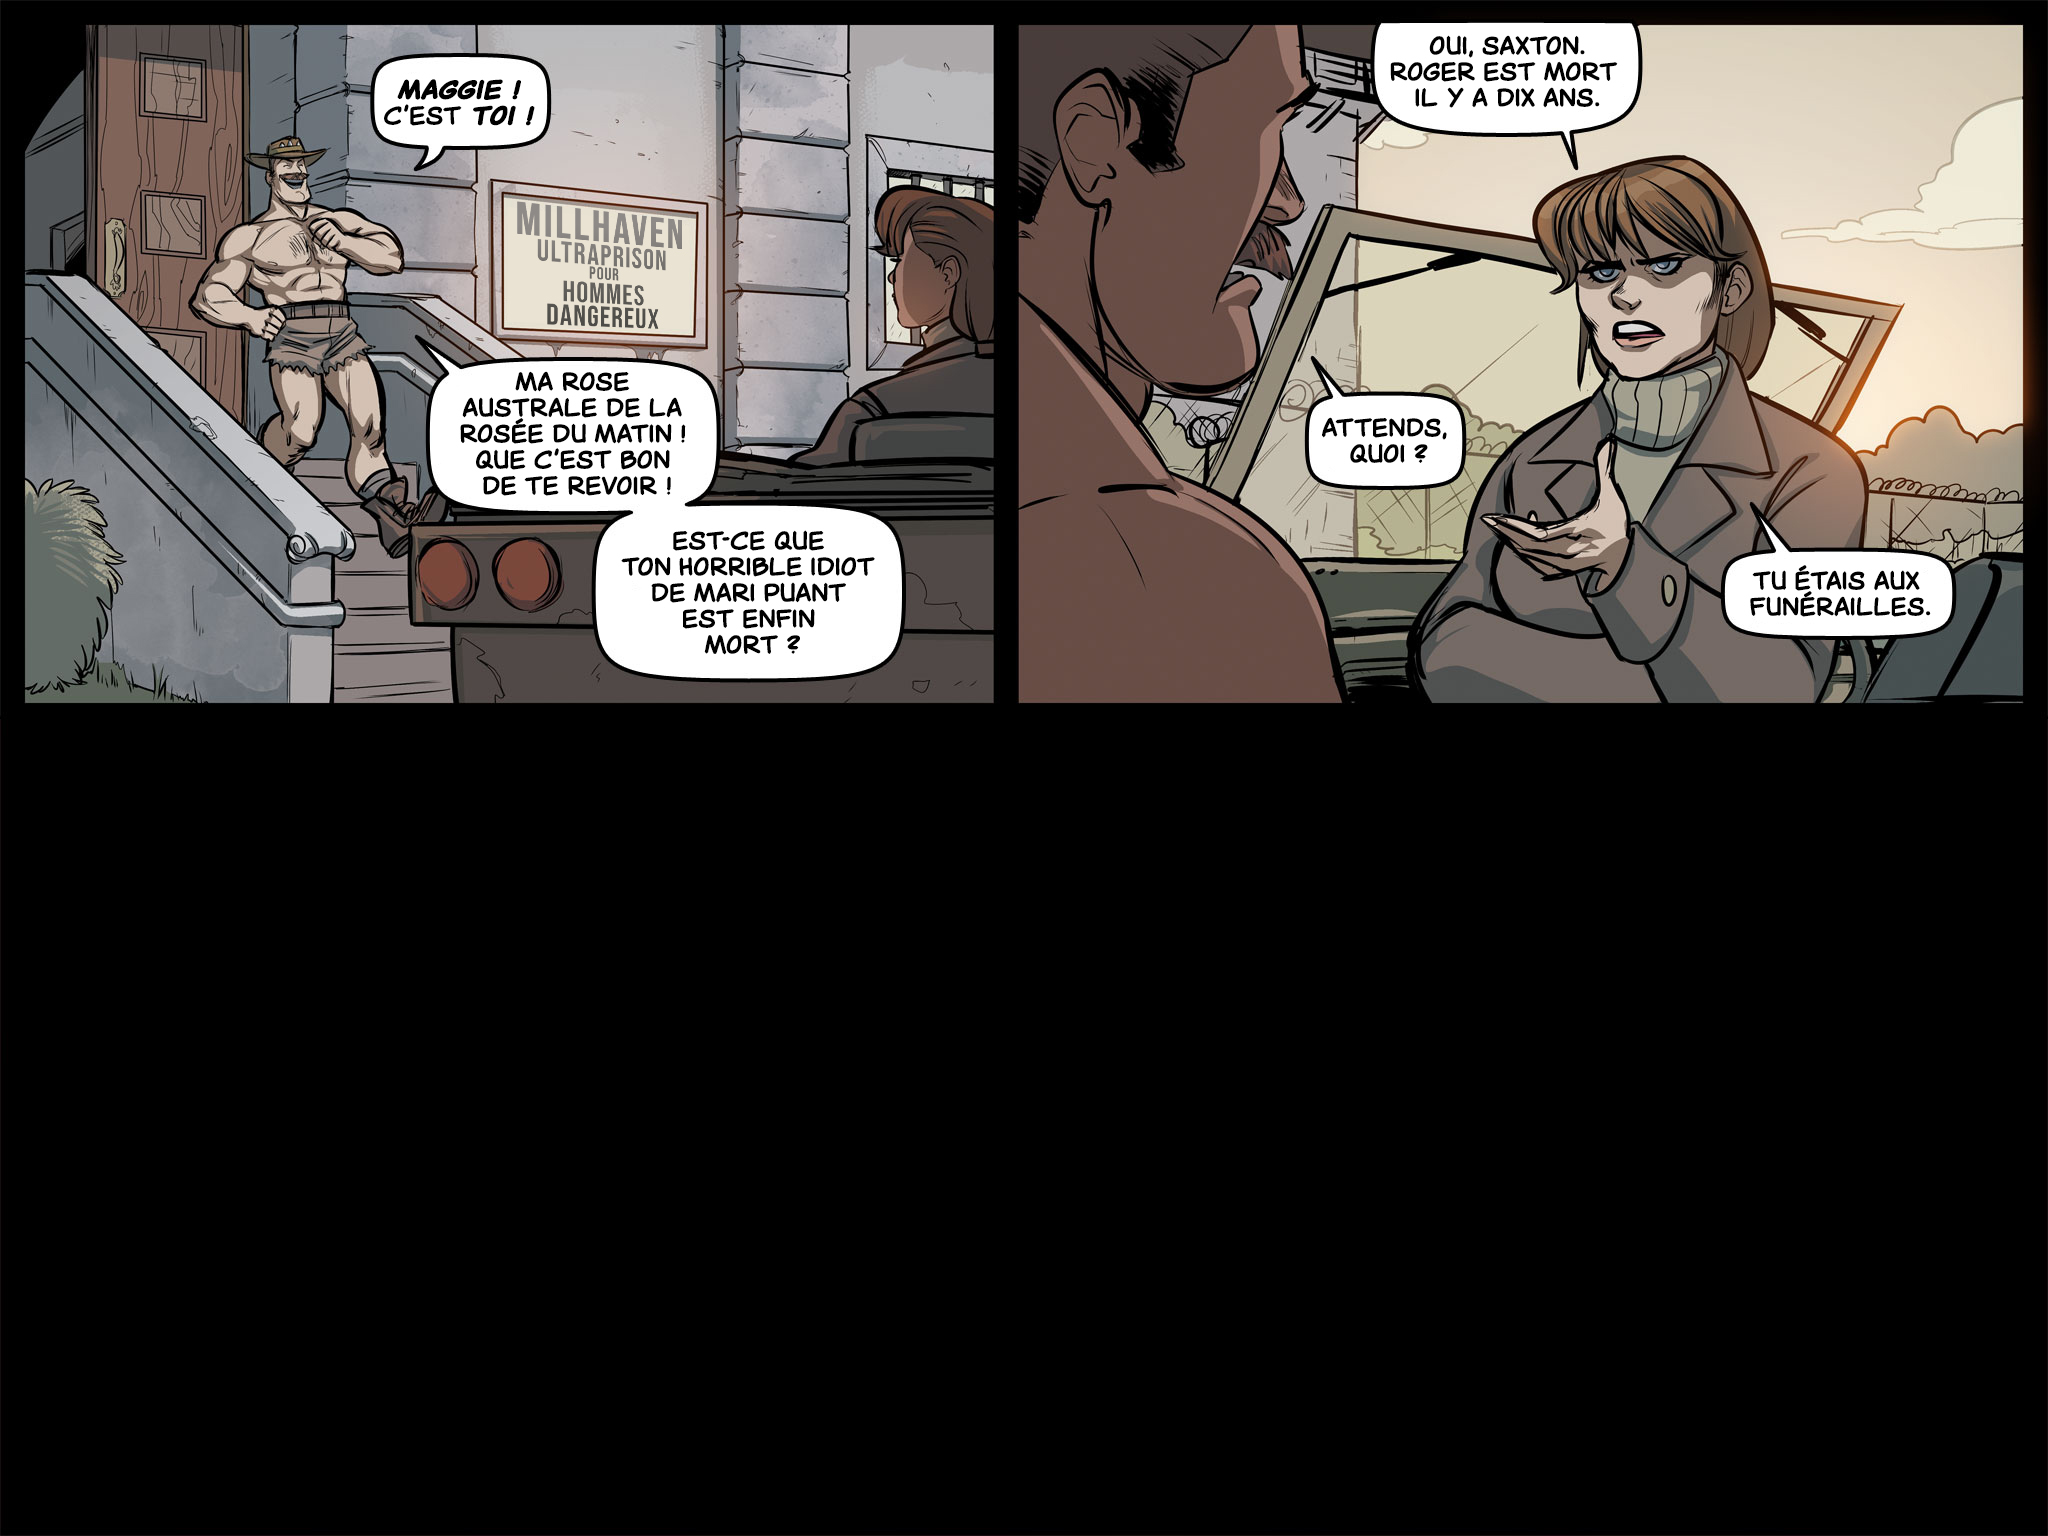 MAGGIE !
C'EST TOI !
MILLHAVEN
ULTRAPRISON
POUR
HOMMES
DANGEREUX
MA ROSE
AUSTRALE DE LA
ROSÉE DU MATIN !
QUE C'EST BON
DE TE REVOIR !
EST-CE QUE
TON HORRIBLE IDIOT
DE MARI PUANT
EST ENFIN
MORT ?
OUI, SAXTON.
ROGER EST MORT
IL Y A DIX ANS.
ATTENDS,
QUOI ?
TU ÉTAIS AUX
FUNÉRAILLES.